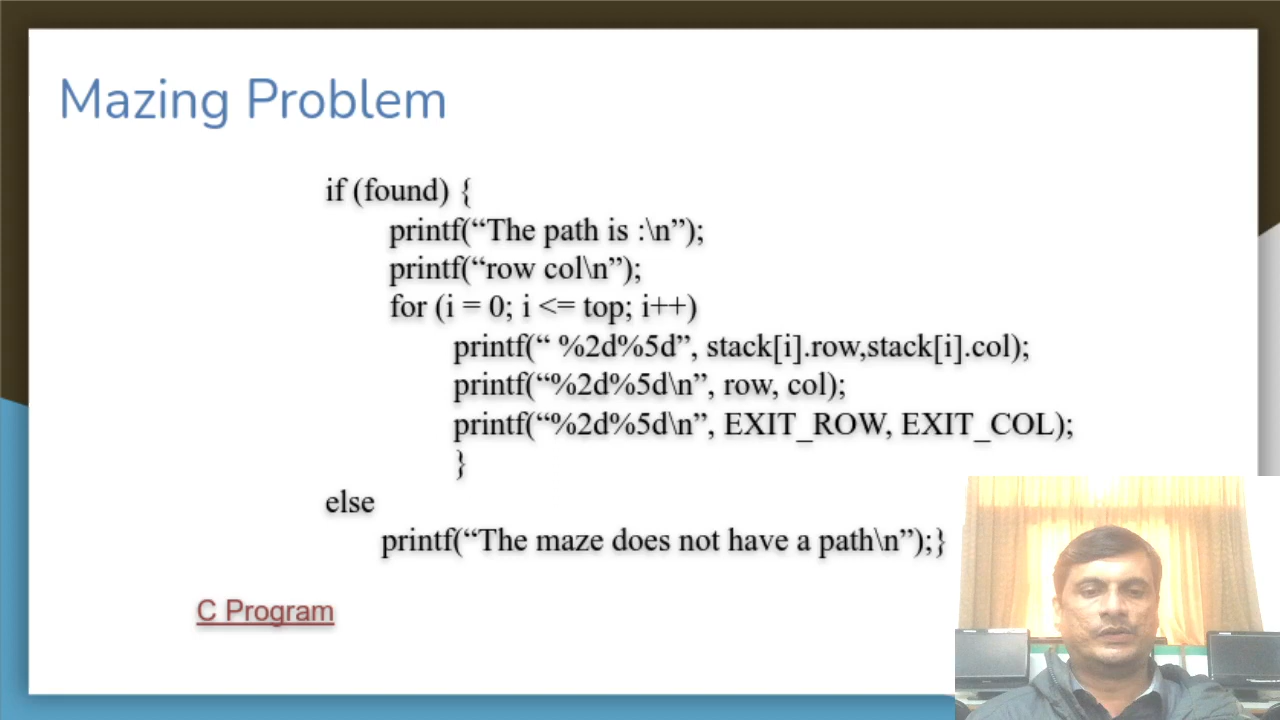 Mazing Problem
if (found) {
printf(“The path is :\n”);
printf(“row col\n”);
for (i = 0; i <= top; i++)
printf(“ %2d%5d”, stack[i].row,stack[i].col);
printf(“%2d%5d\n”, row, col);
printf(“%2d%5d\n”, EXIT_ROW, EXIT_COL);
}
else
printf(“The maze does not have a path\n”);}
C Program